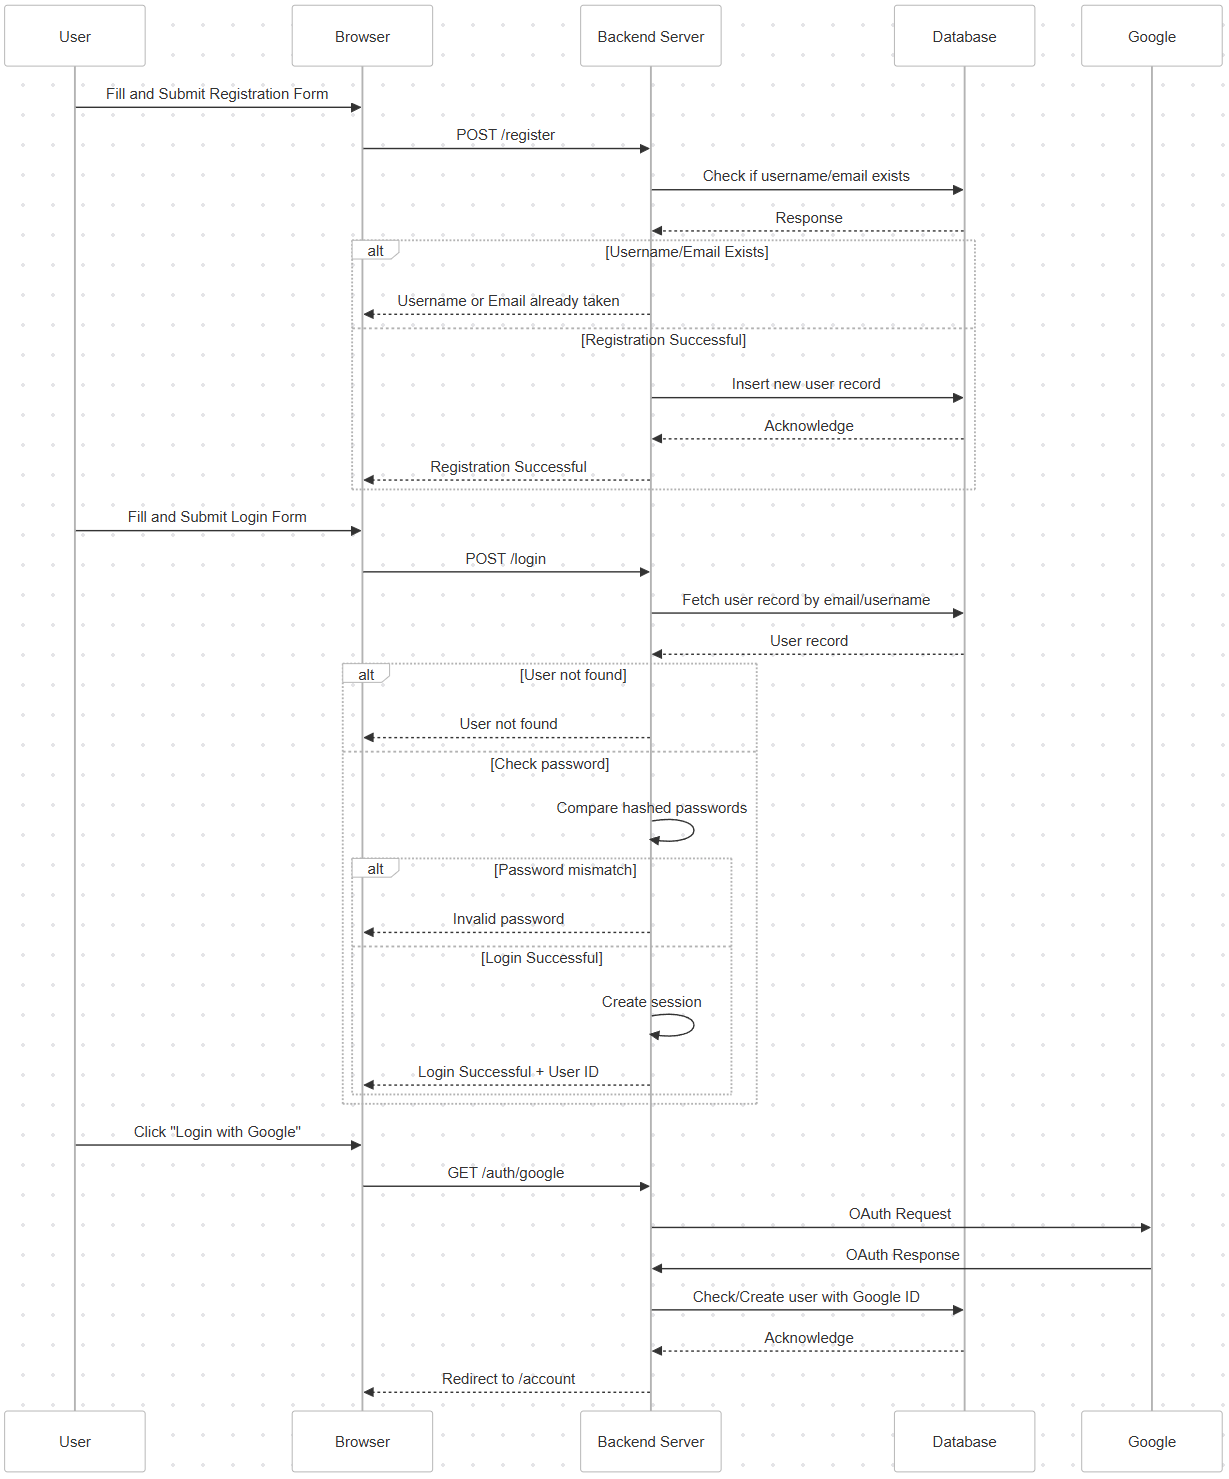 User
Browser
Backend Server
Database
Google
Fill and Submit Registration Form
POST /register
Check if username/email exists
Response
alt
[Username/Email Exists]
Username or Email already taken
[Registration Successful]
Insert new user record
Acknowledge
Registration Successful
Fill and Submit Login Form
POST /login
Fetch user record by email/username
User record
alt
[User not found]
User not found
[Check password]
Compare hashed passwords
alt
[Password mismatch]
Invalid password
[Login Successful]
Create session
Login Successful + User ID
Click "Login with Google"
GET /auth/google
OAuth Request
OAuth Response
Check/Create user with Google ID
Acknowledge
Redirect to /account
User
Browser
Backend Server
Database
Google